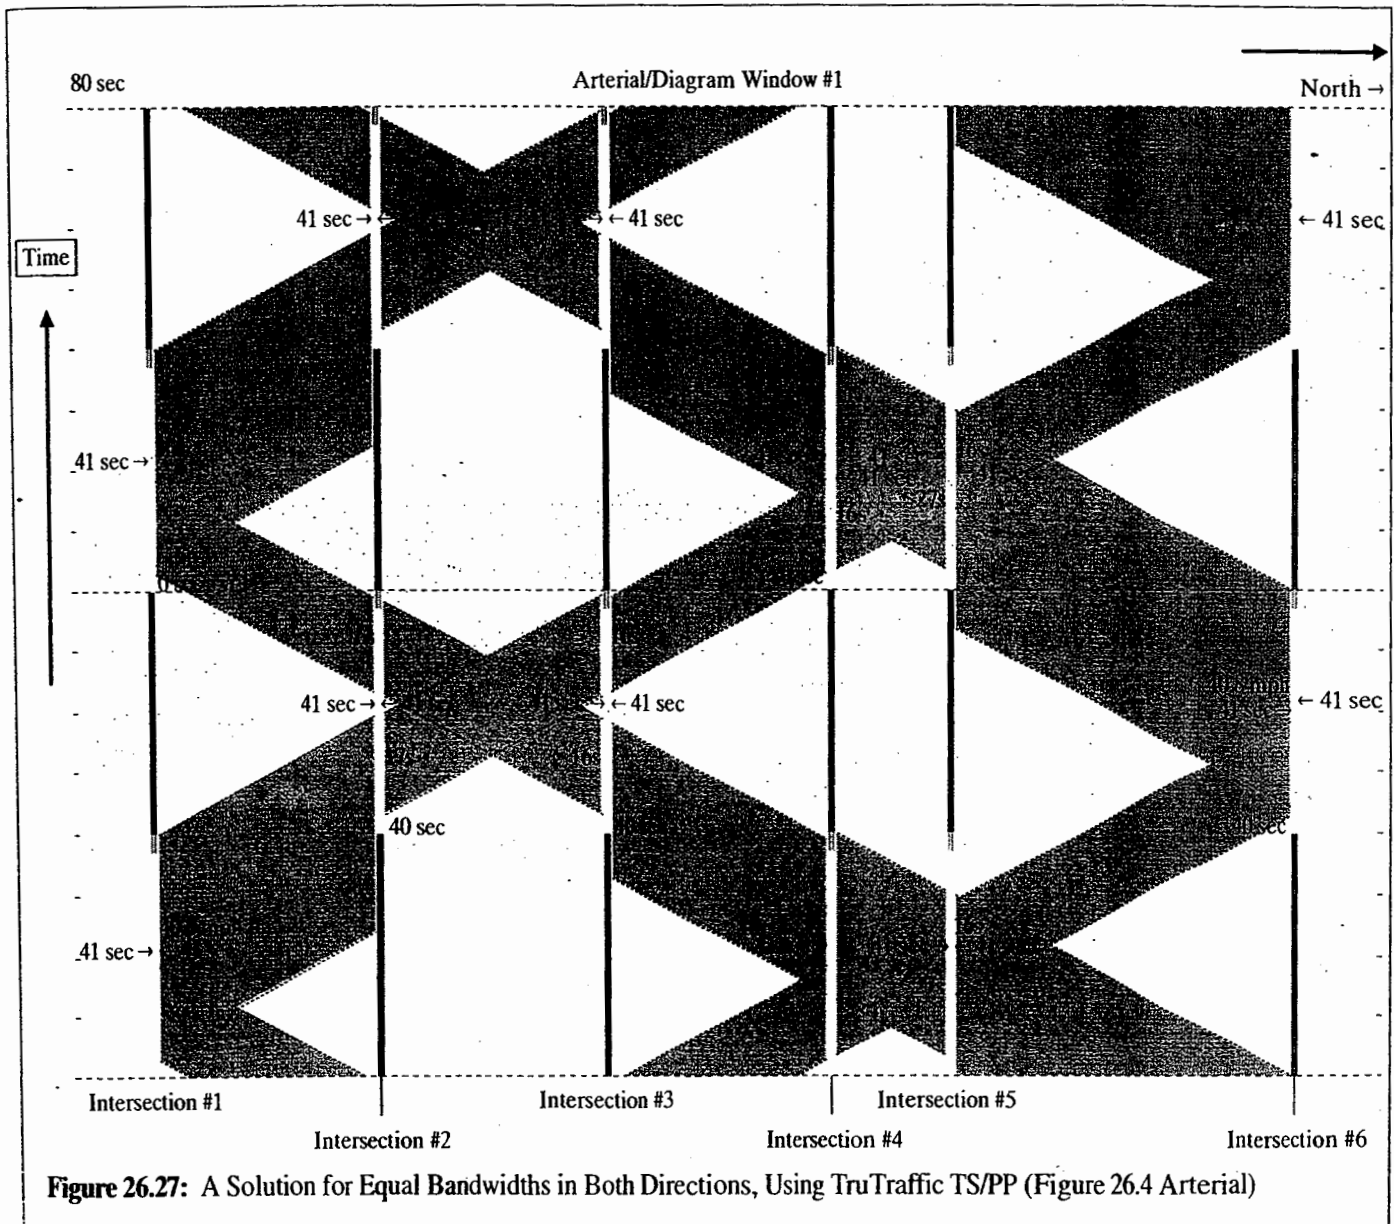 80 sec
Arterial/Diagram Window #1
North →
41 sec → ← → ← 41 sec
← 41 sec
Time
41 sec →
41 sec → ← → ← 41 sec
← 41 sec
40 sec
41 sec →
Intersection #1
Intersection #3
Intersection #5
Intersection #2
Intersection #4
Intersection #6
Figure 26.27: A Solution for Equal Bandwidths in Both Directions, Using TruTraffic TS/PP (Figure 26.4 Arterial)